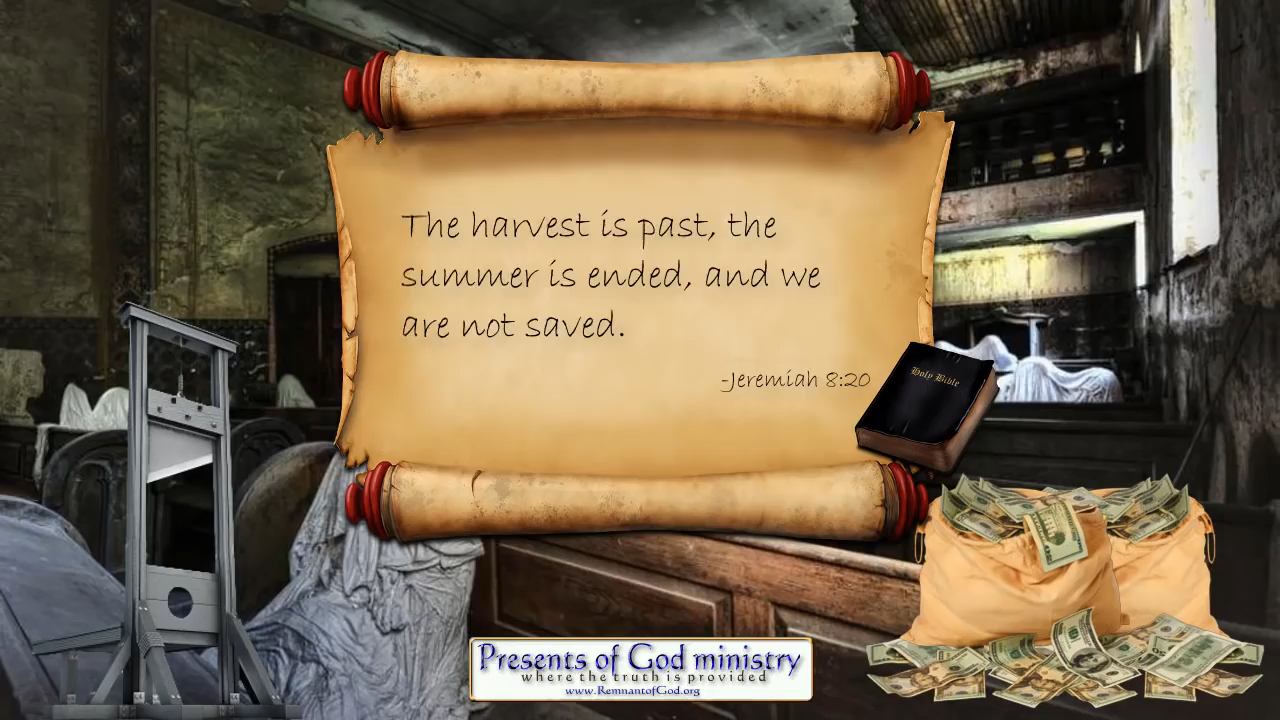 The harvest is past, the
summer is ended, and we
are not saved.
-Jeremiah 8:20
Holy Bible
Presents of God ministry
where the truth is provided
www.RemnantofGod.org